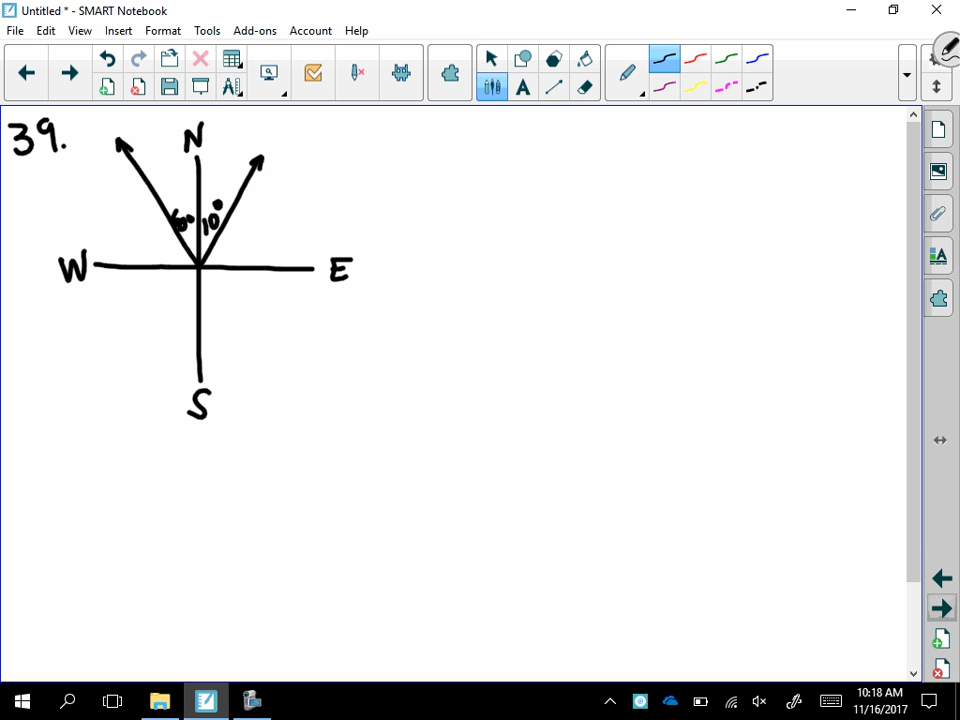 Untitled * - SMART Notebook
File Edit View Insert Format Tools Add-ons Account Help
39.
N
10°
W
E
S
10:18 AM
11/16/2017